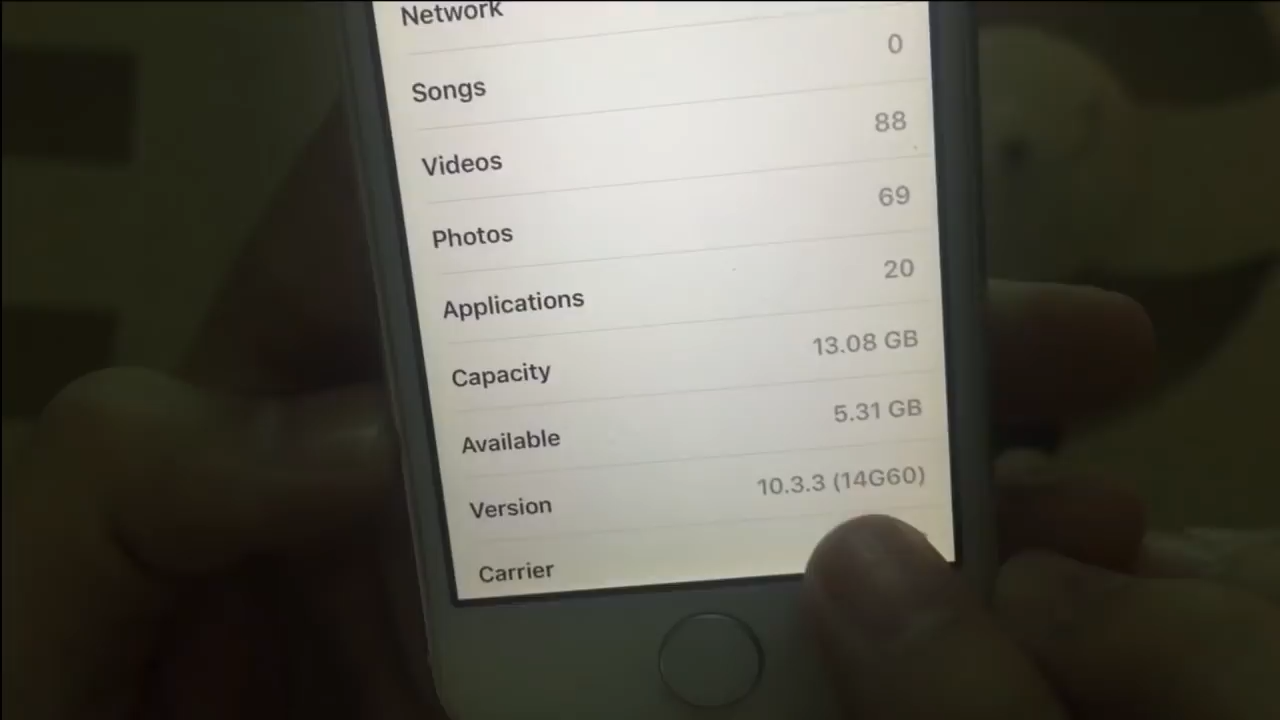 Network
Songs 0
Videos 88
Photos 69
Applications 20
Capacity 13.08 GB
Available 5.31 GB
Version 10.3.3 (14G60)
Carrier